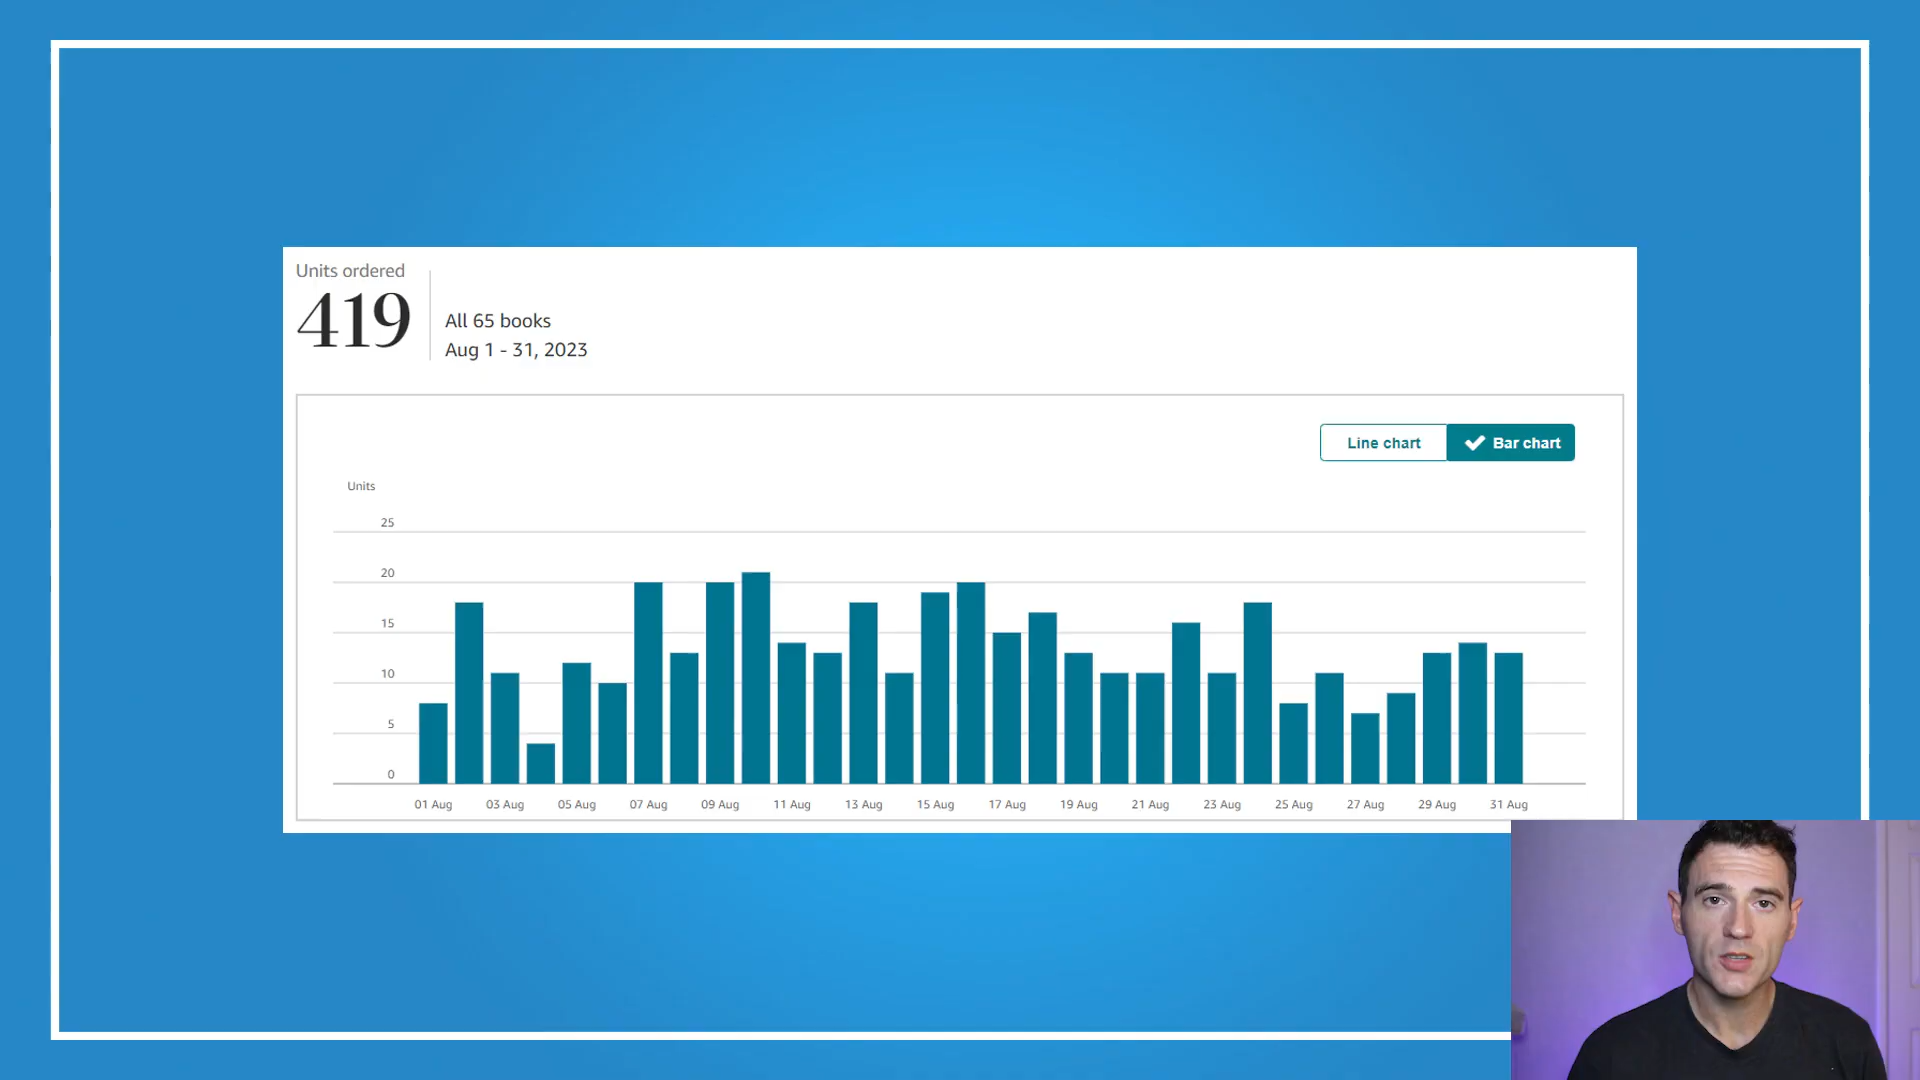 Units ordered
419
All 65 books
Aug 1 - 31, 2023
Line chart
Bar chart
Units
25
20
15
10
5
0
01 Aug 03 Aug 05 Aug 07 Aug 09 Aug 11 Aug 13 Aug 15 Aug 17 Aug 19 Aug 21 Aug 23 Aug 25 Aug 27 Aug 29 Aug 31 Aug